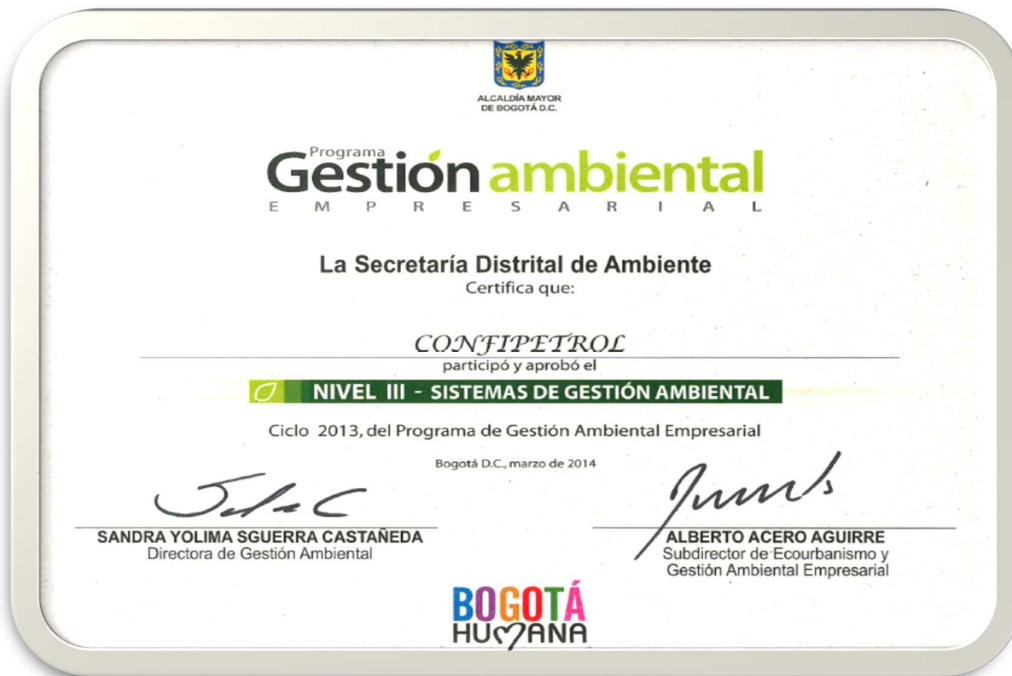 ALCALDÍA MAYOR
DE BOGOTÁ D.C.
Programa
Gestión ambiental
EMPRESARIAL
La Secretaría Distrital de Ambiente
Certifica que:
CONFIPETROL
participó y aprobó el
NIVEL III - SISTEMAS DE GESTIÓN AMBIENTAL
Ciclo 2013, del Programa de Gestión Ambiental Empresarial
Bogotá D.C., marzo de 2014
SANDRA YOLIMA SGUERRA CASTAÑEDA
Directora de Gestión Ambiental
ALBERTO ACERO AGUIRRE
Subdirector de Ecourbanismo y
Gestión Ambiental Empresarial
BOGOTÁ
HUMANA